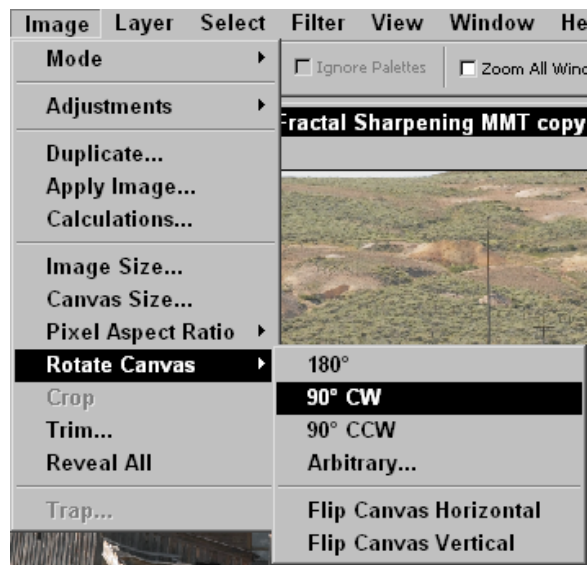 Image Layer Select Filter View Window He
Mode
Ignore Palettes Zoom All Wind
Adjustments
Fractal Sharpening MMT copy
Duplicate...
Apply Image...
Calculations...
Image Size...
Canvas Size...
Pixel Aspect Ratio
Rotate Canvas
180°
Crop
90° CW
Trim...
90° CCW
Reveal All
Arbitrary...
Trap...
Flip Canvas Horizontal
Flip Canvas Vertical